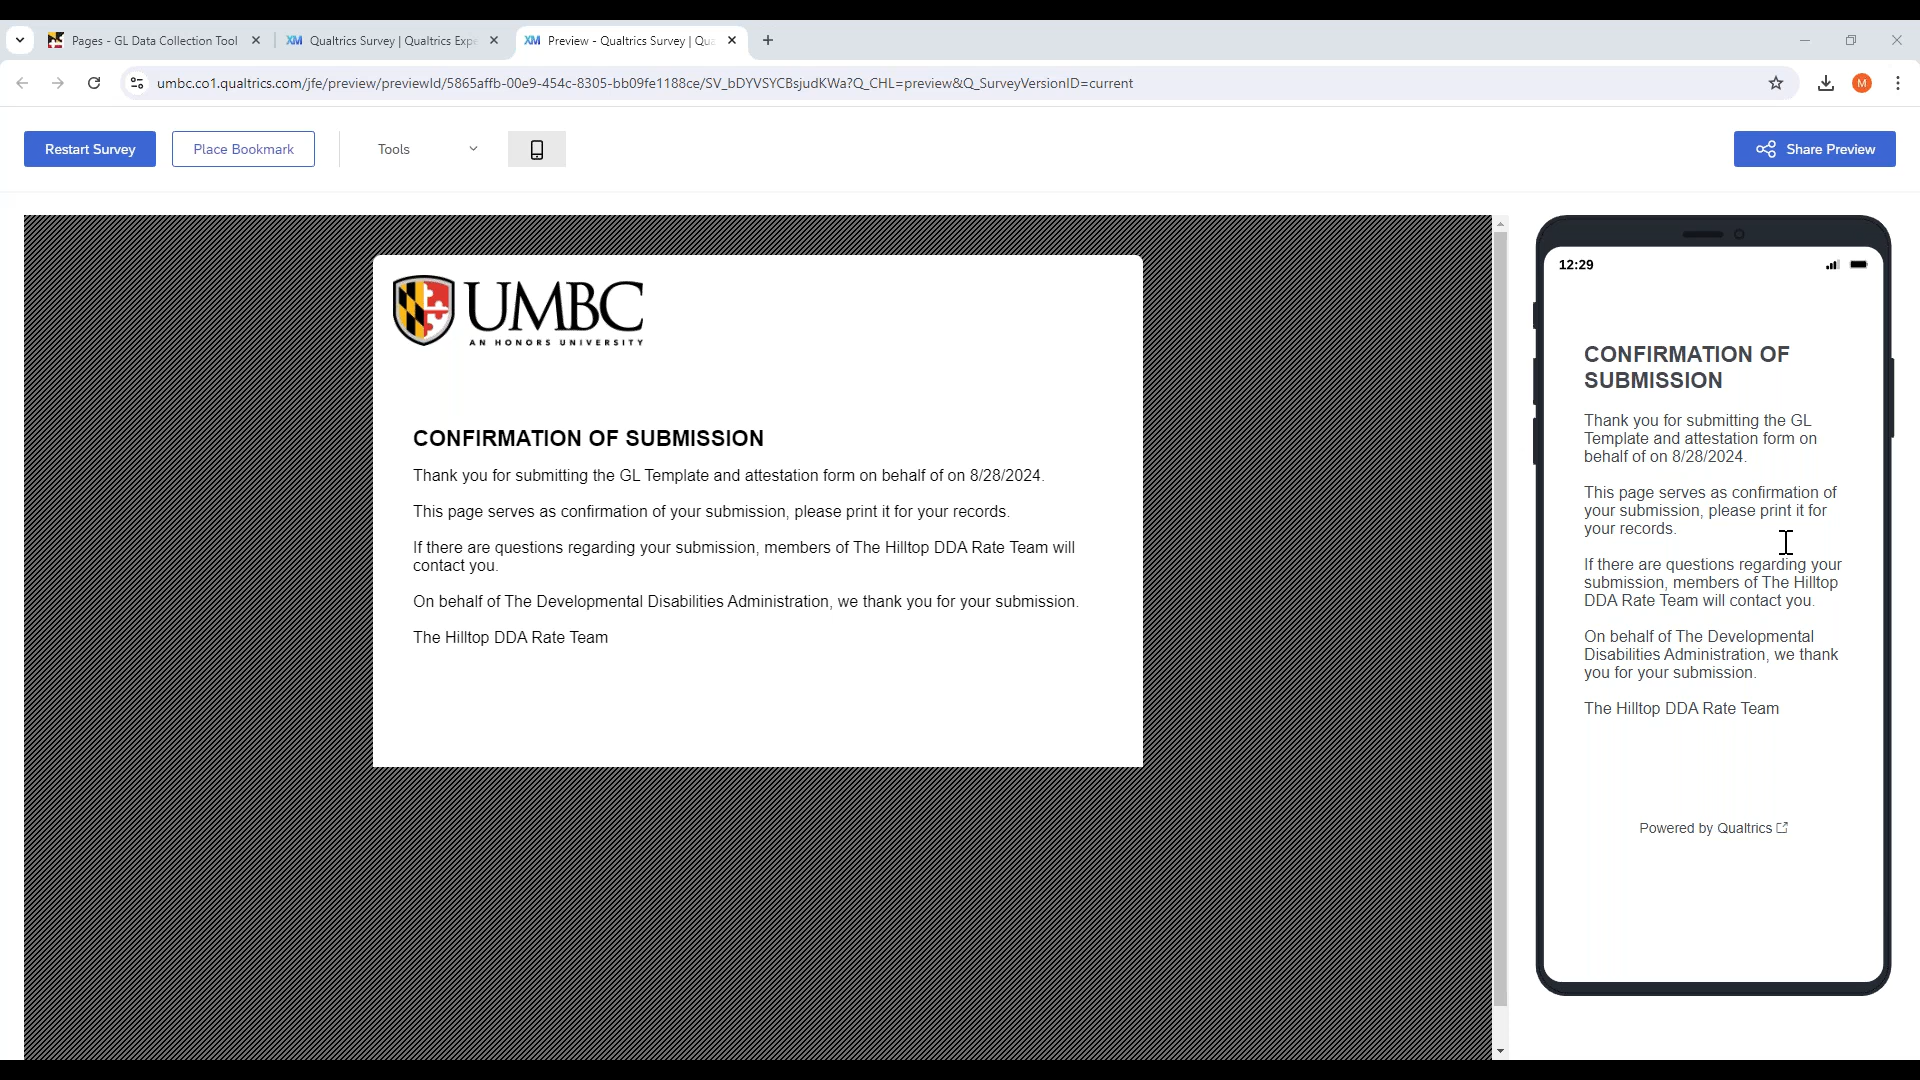 Pages - GL Data Collection Tool
Qualtrics Survey | Qualtrics Exp
Preview - Qualtrics Survey | Qua
umbc.co1.qualtrics.com/jfe/preview/previewId/5865affb-00e9-454c-8305-bb09fe1188ce/SV_bDYVSYCBsjudKWa?Q_CHL=preview&Q_SurveyVersionID=current
M
Restart Survey
Place Bookmark
Tools
Share Preview
UMBC
AN HONORS UNIVERSITY
CONFIRMATION OF SUBMISSION
Thank you for submitting the GL Template and attestation form on behalf of on 8/28/2024.
This page serves as confirmation of your submission, please print it for your records.
If there are questions regarding your submission, members of The Hilltop DDA Rate Team will
contact you.
On behalf of The Developmental Disabilities Administration, we thank you for your submission.
The Hilltop DDA Rate Team
12:29
CONFIRMATION OF
SUBMISSION
Thank you for submitting the GL
Template and attestation form on
behalf of on 8/28/2024.
This page serves as confirmation of
your submission, please print it for
your records.
If there are questions regarding your
submission, members of The Hilltop
DDA Rate Team will contact you.
On behalf of The Developmental
Disabilities Administration, we thank
you for your submission.
The Hilltop DDA Rate Team
Powered by Qualtrics